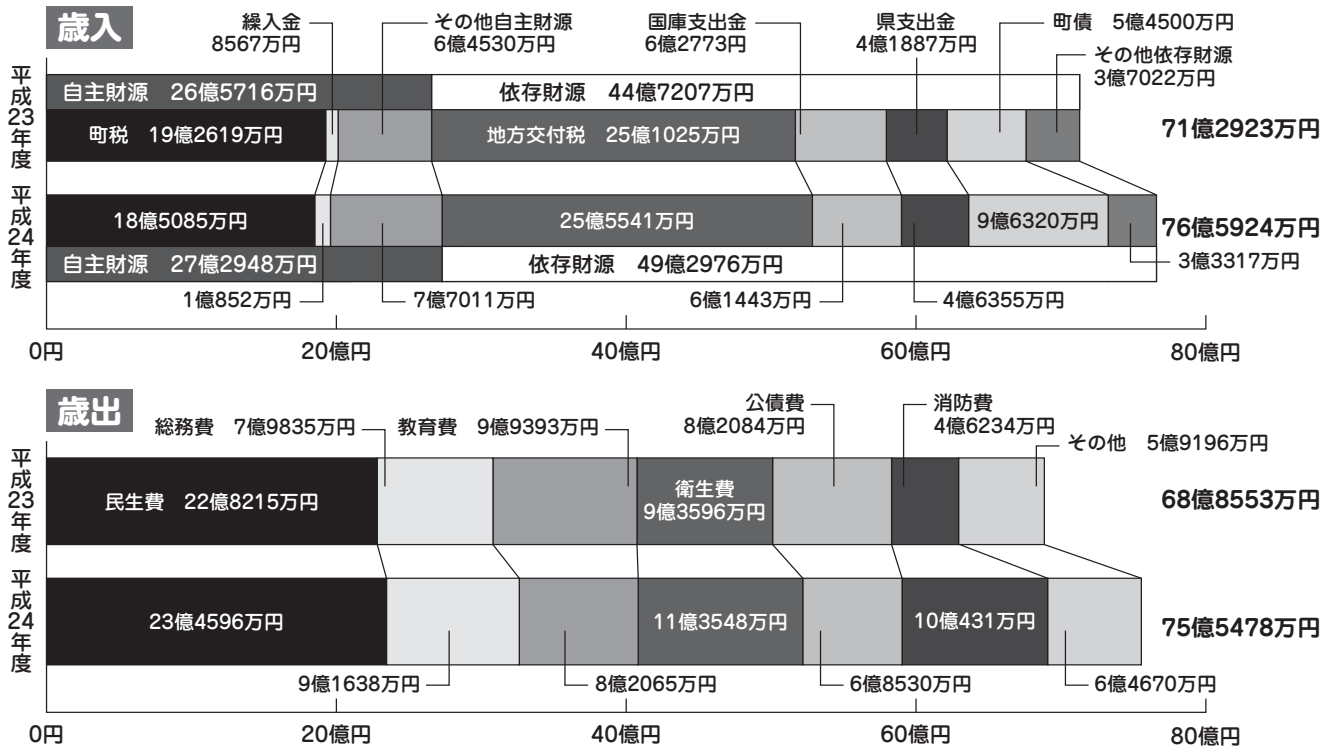 歳入
繰入金
8567万円
その他自主財源
6億4530万円
国庫支出金
6億2773円
県支出金
4億1887万円
町債 5億4500万円
その他依存財源
3億7022万円
平成23年度
自主財源 26億5716万円
依存財源 44億7207万円
町税 19億2619万円
地方交付税 25億1025万円
71億2923万円
平成24年度
18億5085万円
25億5541万円
9億6320万円
76億5924万円
自主財源 27億2948万円
依存財源 49億2976万円
3億3317万円
1億852万円
7億7011万円
6億1443万円
4億6355万円
0円
20億円
40億円
60億円
80億円
歳出
総務費 7億9835万円
教育費 9億9393万円
公債費
8億2084万円
消防費
4億6234万円
その他 5億9196万円
平成23年度
民生費 22億8215万円
衛生費
9億3596万円
68億8553万円
平成24年度
23億4596万円
11億3548万円
10億431万円
75億5478万円
9億1638万円
8億2065万円
6億8530万円
6億4670万円
0円
20億円
40億円
60億円
80億円